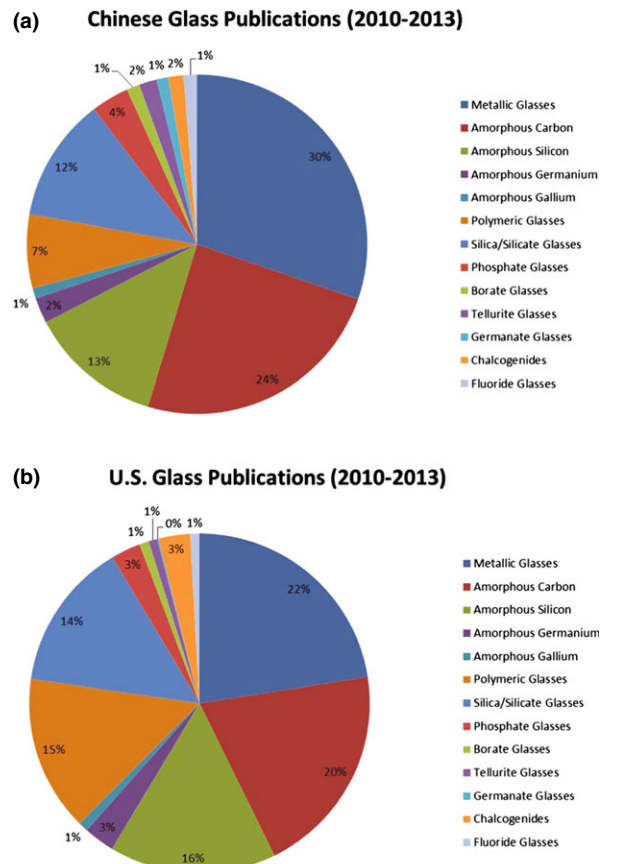 (a) Chinese Glass Publications (2010-2013)
1% 2% 1% 2% 1%
4%
12%
7%
1%
2%
13%
24%
30%
Metallic Glasses
Amorphous Carbon
Amorphous Silicon
Amorphous Germanium
Amorphous Gallium
Polymeric Glasses
Silica/Silicate Glasses
Phosphate Glasses
Borate Glasses
Tellurite Glasses
Germanate Glasses
Chalcogenides
Fluoride Glasses
(b) U.S. Glass Publications (2010-2013)
1%
1% 0% 1%
3% 3%
14%
15%
1%
3%
16%
20%
22%
Metallic Glasses
Amorphous Carbon
Amorphous Silicon
Amorphous Germanium
Amorphous Gallium
Polymeric Glasses
Silica/Silicate Glasses
Phosphate Glasses
Borate Glasses
Tellurite Glasses
Germanate Glasses
Chalcogenides
Fluoride Glasses